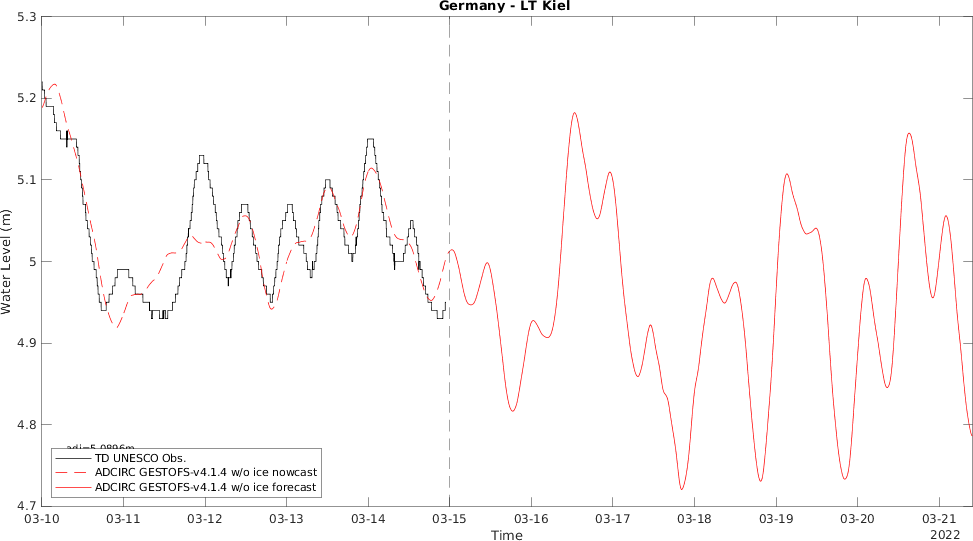 Germany - LT Kiel
5.3
5.2
5.1
5
4.9
4.8
4.7
Water Level (m)
adj=5.0896m
TD UNESCO Obs.
ADCIRC GESTOFS-v4.1.4 w/o ice nowcast
ADCIRC GESTOFS-v4.1.4 w/o ice forecast
03-10 03-11 03-12 03-13 03-14 03-15 03-16 03-17 03-18 03-19 03-20 03-21
Time
2022